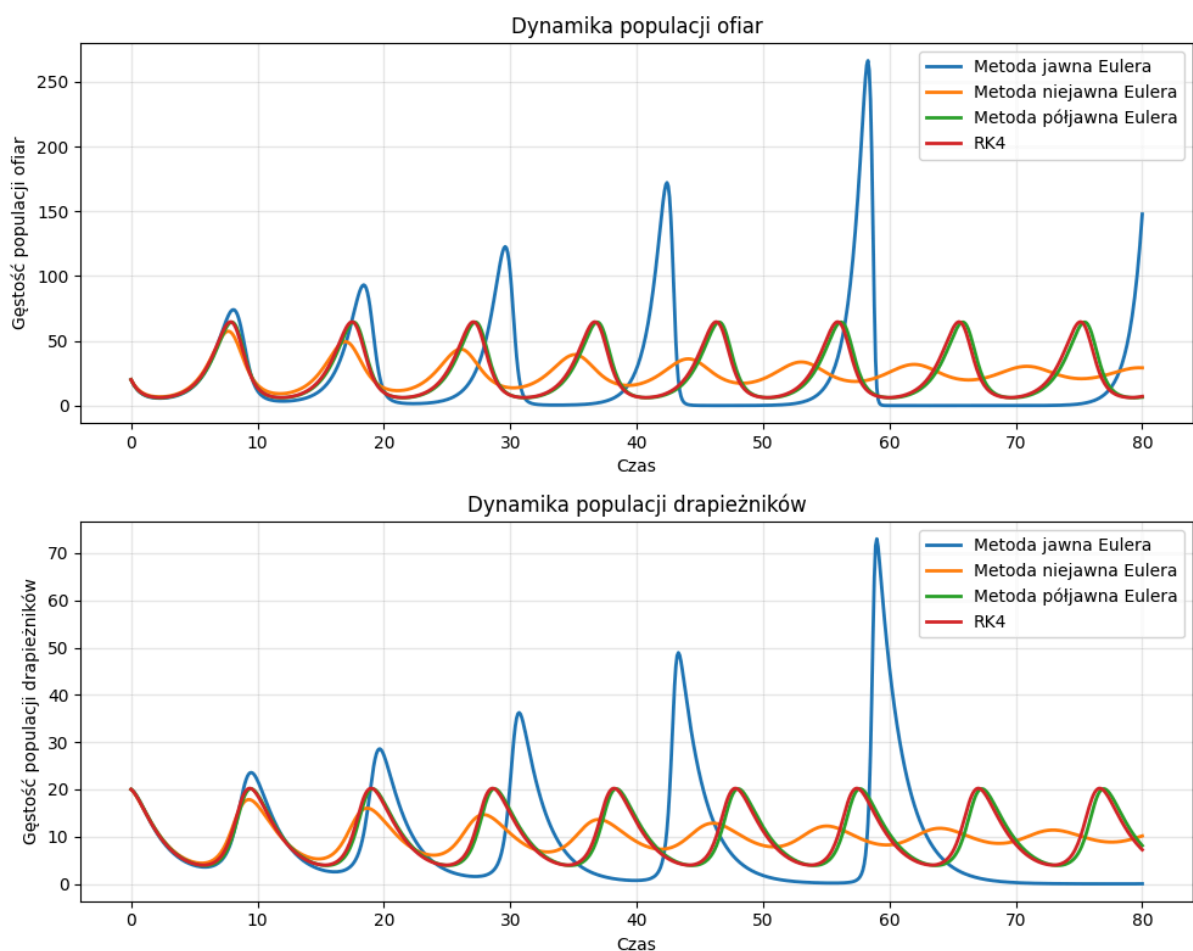 Dynamika populacji ofiar
Gęstość populacji ofiar
250
200
150
100
50
0
Metoda jawna Eulera
Metoda niejawna Eulera
Metoda półjawna Eulera
RK4
0 10 20 30 40 50 60 70 80
Czas
Dynamika populacji drapieżników
Gęstość populacji drapieżników
70
60
50
40
30
20
10
0
Metoda jawna Eulera
Metoda niejawna Eulera
Metoda półjawna Eulera
RK4
0 10 20 30 40 50 60 70 80
Czas